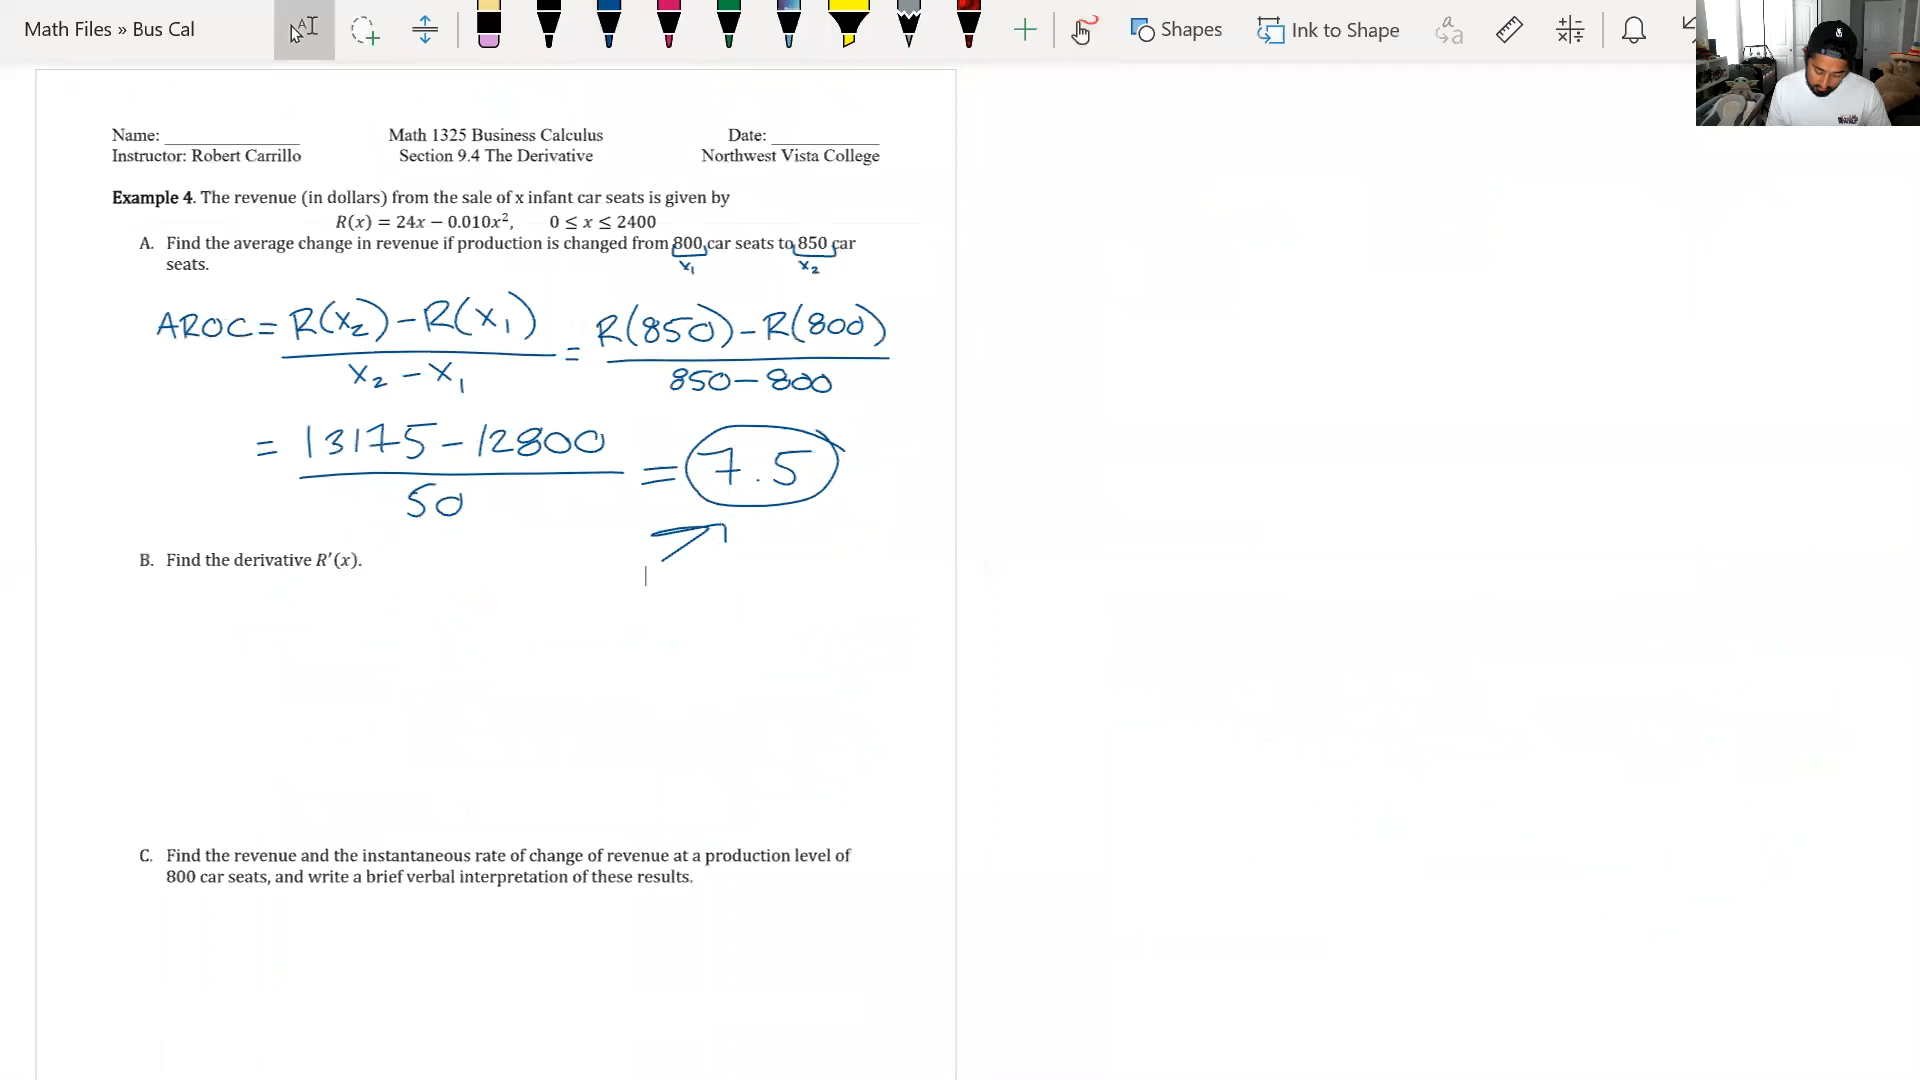 Math Files » Bus Cal
Shapes
Ink to Shape
Name: ______________ Math 1325 Business Calculus Date: ___________
Instructor: Robert Carrillo Section 9.4 The Derivative Northwest Vista College
Example 4. The revenue (in dollars) from the sale of x infant car seats is given by
R(x) = 24x − 0.010x², 0 ≤ x ≤ 2400
A. Find the average change in revenue if production is changed from 800 car seats to 850 car
seats.
x₁ x₂
AROC = R(x₂) − R(x₁) / x₂ − x₁ = R(850) − R(800) / 850 − 800
= 13175 − 12800 / 50 = 7.5
B. Find the derivative R′(x).
C. Find the revenue and the instantaneous rate of change of revenue at a production level of
800 car seats, and write a brief verbal interpretation of these results.